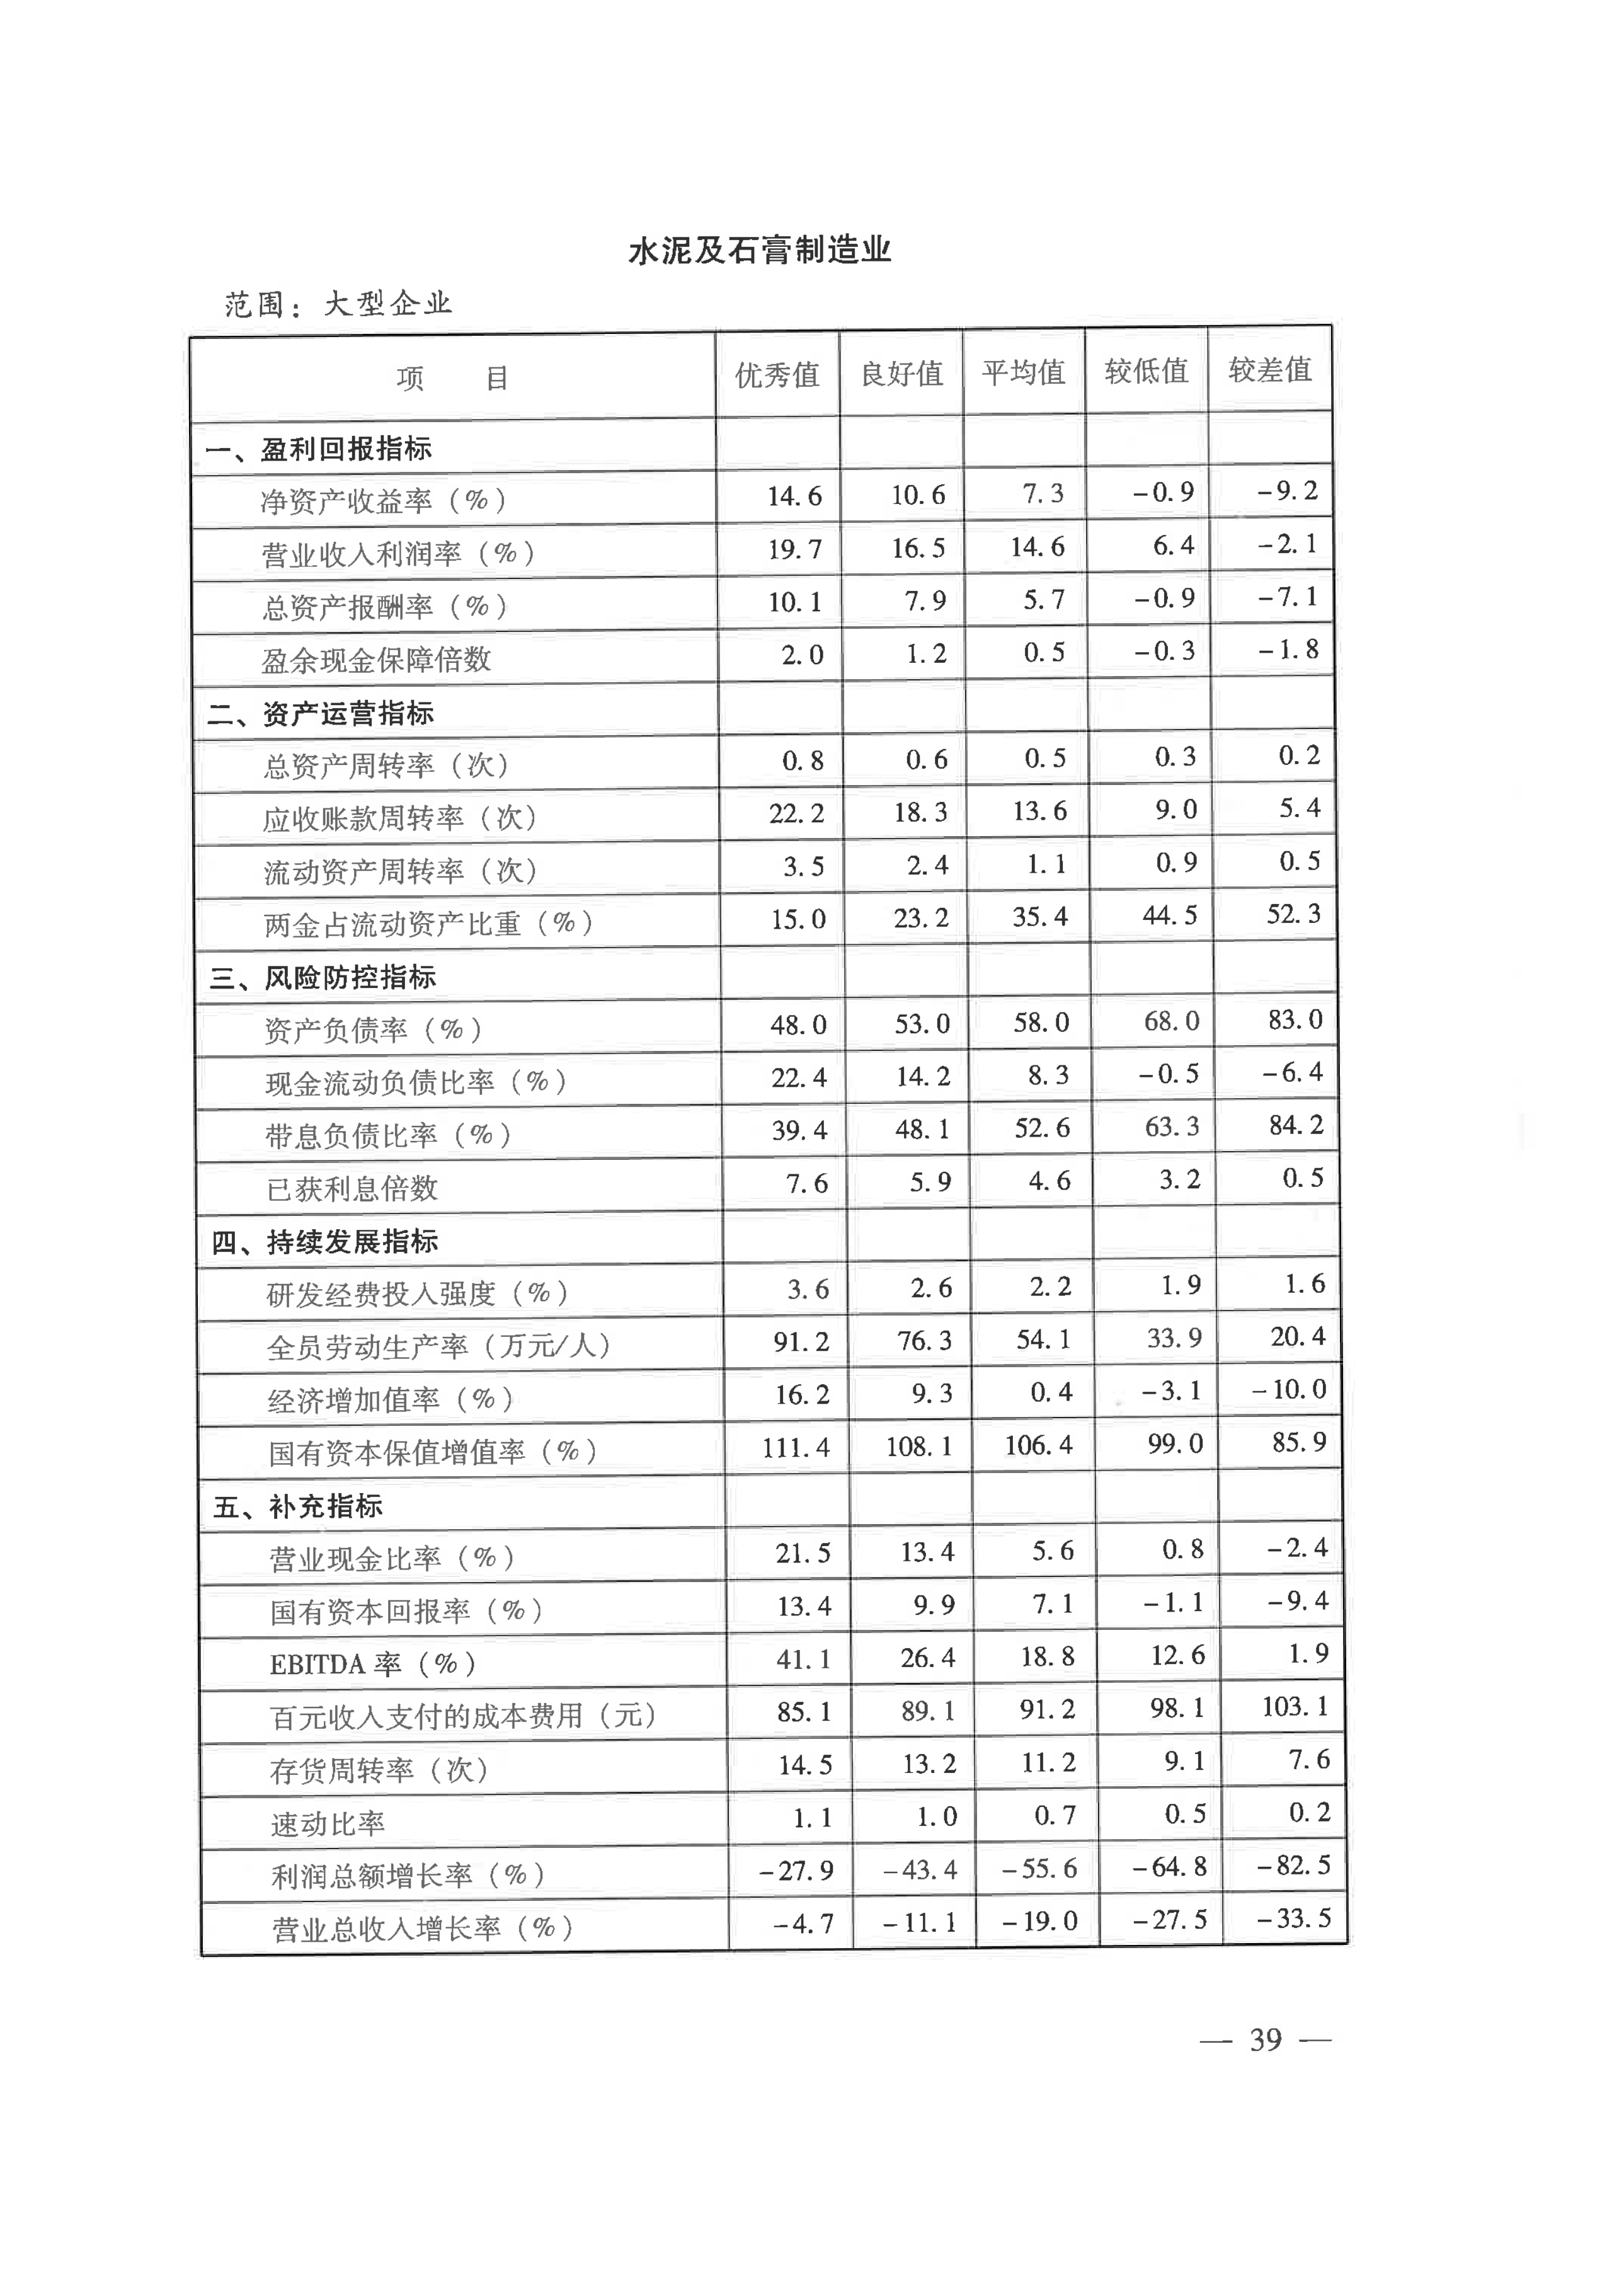 水泥及石膏制造业
范围：大型企业
项 目 优秀值 良好值 平均值 较低值 较差值
一、盈利回报指标
净资产收益率（%） 14.6 10.6 7.3 -0.9 -9.2
营业收入利润率（%） 19.7 16.5 14.6 6.4 -2.1
总资产报酬率（%） 10.1 7.9 5.7 -0.9 -7.1
盈余现金保障倍数 2.0 1.2 0.5 -0.3 -1.8
二、资产运营指标
总资产周转率（次） 0.8 0.6 0.5 0.3 0.2
应收账款周转率（次） 22.2 18.3 13.6 9.0 5.4
流动资产周转率（次） 3.5 2.4 1.1 0.9 0.5
两金占流动资产比重（%） 15.0 23.2 35.4 44.5 52.3
三、风险防控指标
资产负债率（%） 48.0 53.0 58.0 68.0 83.0
现金流动负债比率（%） 22.4 14.2 8.3 -0.5 -6.4
带息负债比率（%） 39.4 48.1 52.6 63.3 84.2
已获利息倍数 7.6 5.9 4.6 3.2 0.5
四、持续发展指标
研发经费投入强度（%） 3.6 2.6 2.2 1.9 1.6
全员劳动生产率（万元/人） 91.2 76.3 54.1 33.9 20.4
经济增加值率（%） 16.2 9.3 0.4 -3.1 -10.0
国有资本保值增值率（%） 111.4 108.1 106.4 99.0 85.9
五、补充指标
营业现金比率（%） 21.5 13.4 5.6 0.8 -2.4
国有资本回报率（%） 13.4 9.9 7.1 -1.1 -9.4
EBITDA 率（%） 41.1 26.4 18.8 12.6 1.9
百元收入支付的成本费用（元） 85.1 89.1 91.2 98.1 103.1
存货周转率（次） 14.5 13.2 11.2 9.1 7.6
速动比率 1.1 1.0 0.7 0.5 0.2
利润总额增长率（%） -27.9 -43.4 -55.6 -64.8 -82.5
营业总收入增长率（%） -4.7 -11.1 -19.0 -27.5 -33.5
— 39 —